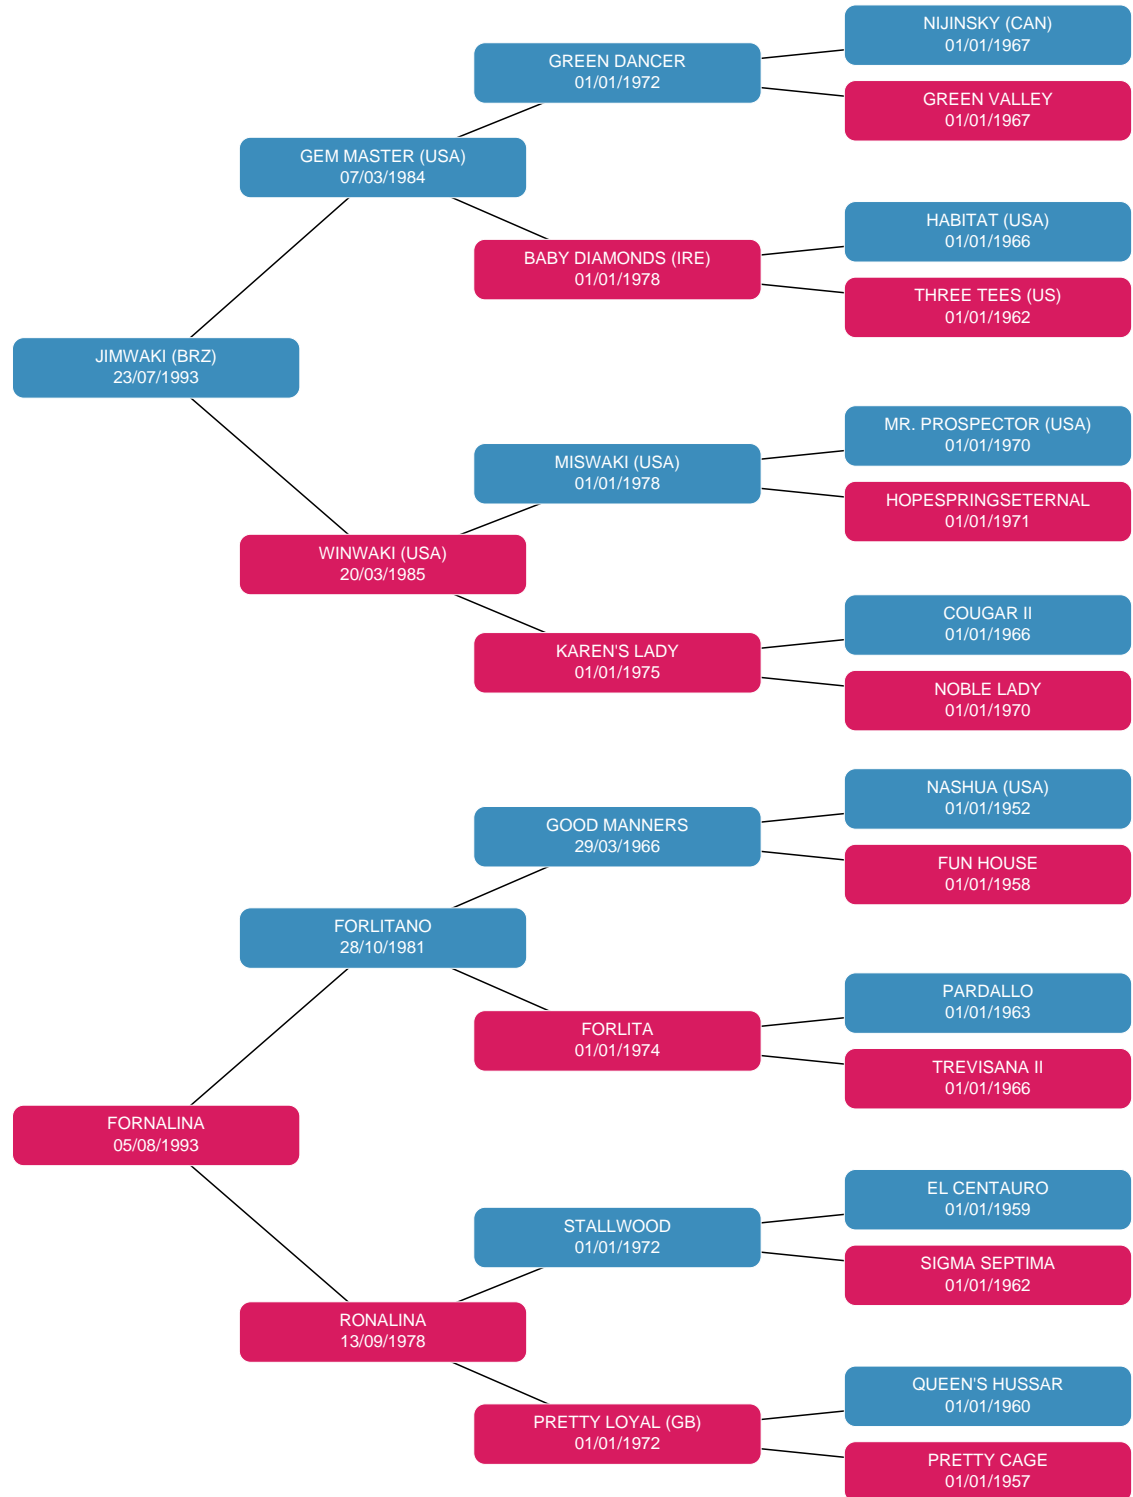 NIJINSKY (CAN)
01/01/1967
GREEN DANCER
01/01/1972
GREEN VALLEY
01/01/1967
GEM MASTER (USA)
07/03/1984
HABITAT (USA)
01/01/1966
BABY DIAMONDS (IRE)
01/01/1978
THREE TEES (US)
01/01/1962
JIMWAKI (BRZ)
23/07/1993
MR. PROSPECTOR (USA)
01/01/1970
MISWAKI (USA)
01/01/1978
HOPESPRINGSETERNAL
01/01/1971
WINWAKI (USA)
20/03/1985
COUGAR II
01/01/1966
KAREN'S LADY
01/01/1975
NOBLE LADY
01/01/1970
NASHUA (USA)
01/01/1952
GOOD MANNERS
29/03/1966
FUN HOUSE
01/01/1958
FORLITANO
28/10/1981
PARDALLO
01/01/1963
FORLITA
01/01/1974
TREVISANA II
01/01/1966
FORNALINA
05/08/1993
EL CENTAURO
01/01/1959
STALLWOOD
01/01/1972
SIGMA SEPTIMA
01/01/1962
RONALINA
13/09/1978
QUEEN'S HUSSAR
01/01/1960
PRETTY LOYAL (GB)
01/01/1972
PRETTY CAGE
01/01/1957